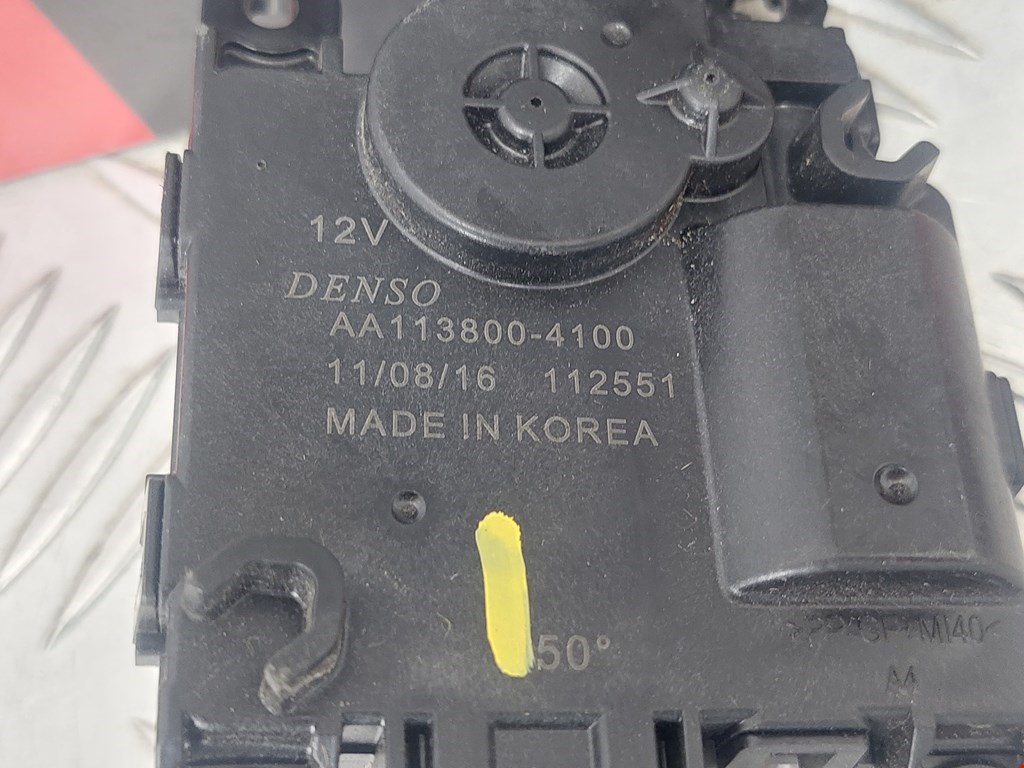 12V
DENSO
AA113800-4100
11/08/16 112551
MADE IN KOREA
50°